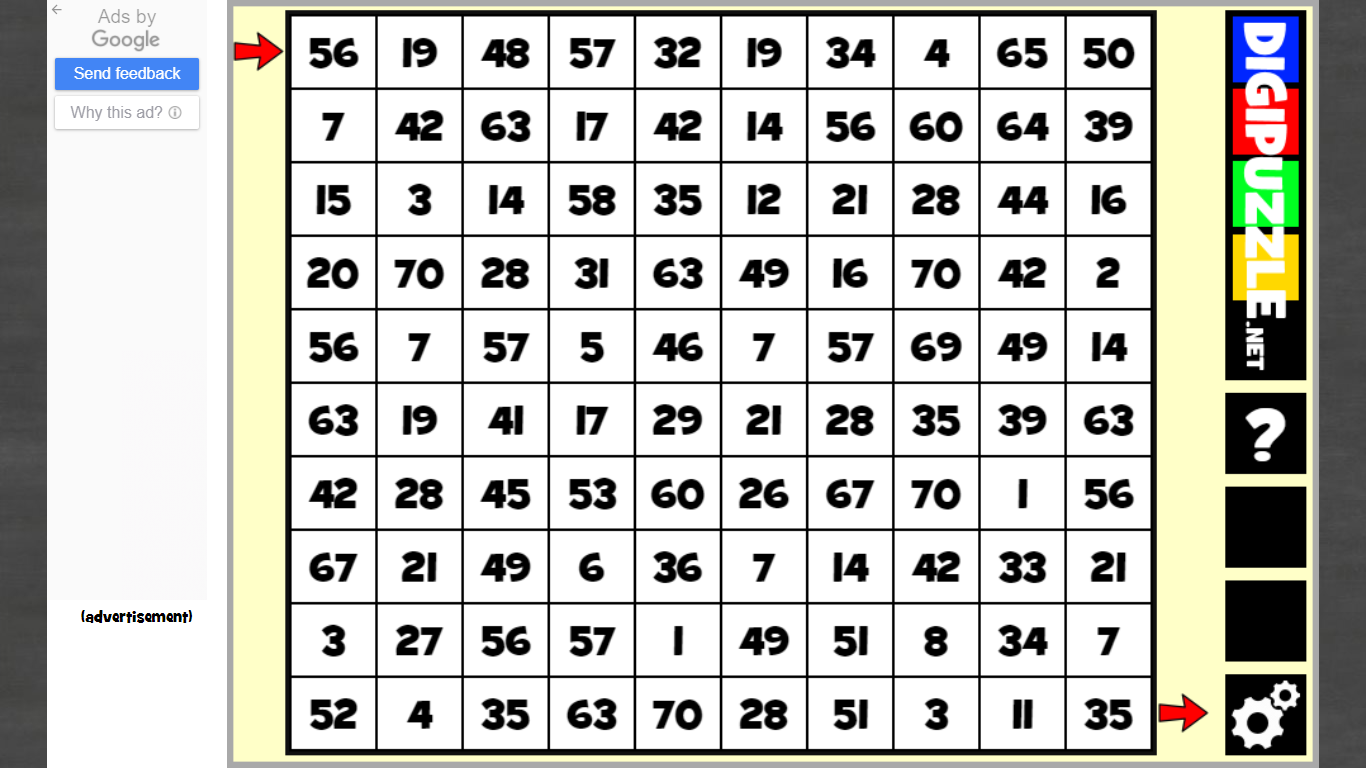 Ads by
Google
Send feedback
Why this ad?
(advertisement)
56 19 48 57 32 19 34 4 65 50
7 42 63 17 42 14 56 60 64 39
15 3 14 58 35 12 21 28 44 16
20 70 28 31 63 49 16 70 42 2
56 7 57 5 46 7 57 69 49 14
63 19 41 17 29 21 28 35 39 63
42 28 45 53 60 26 67 70 1 56
67 21 49 6 36 7 14 42 33 21
3 27 56 57 1 49 51 8 34 7
52 4 35 63 70 28 51 3 11 35
DIGIPUZZLE.NET
?